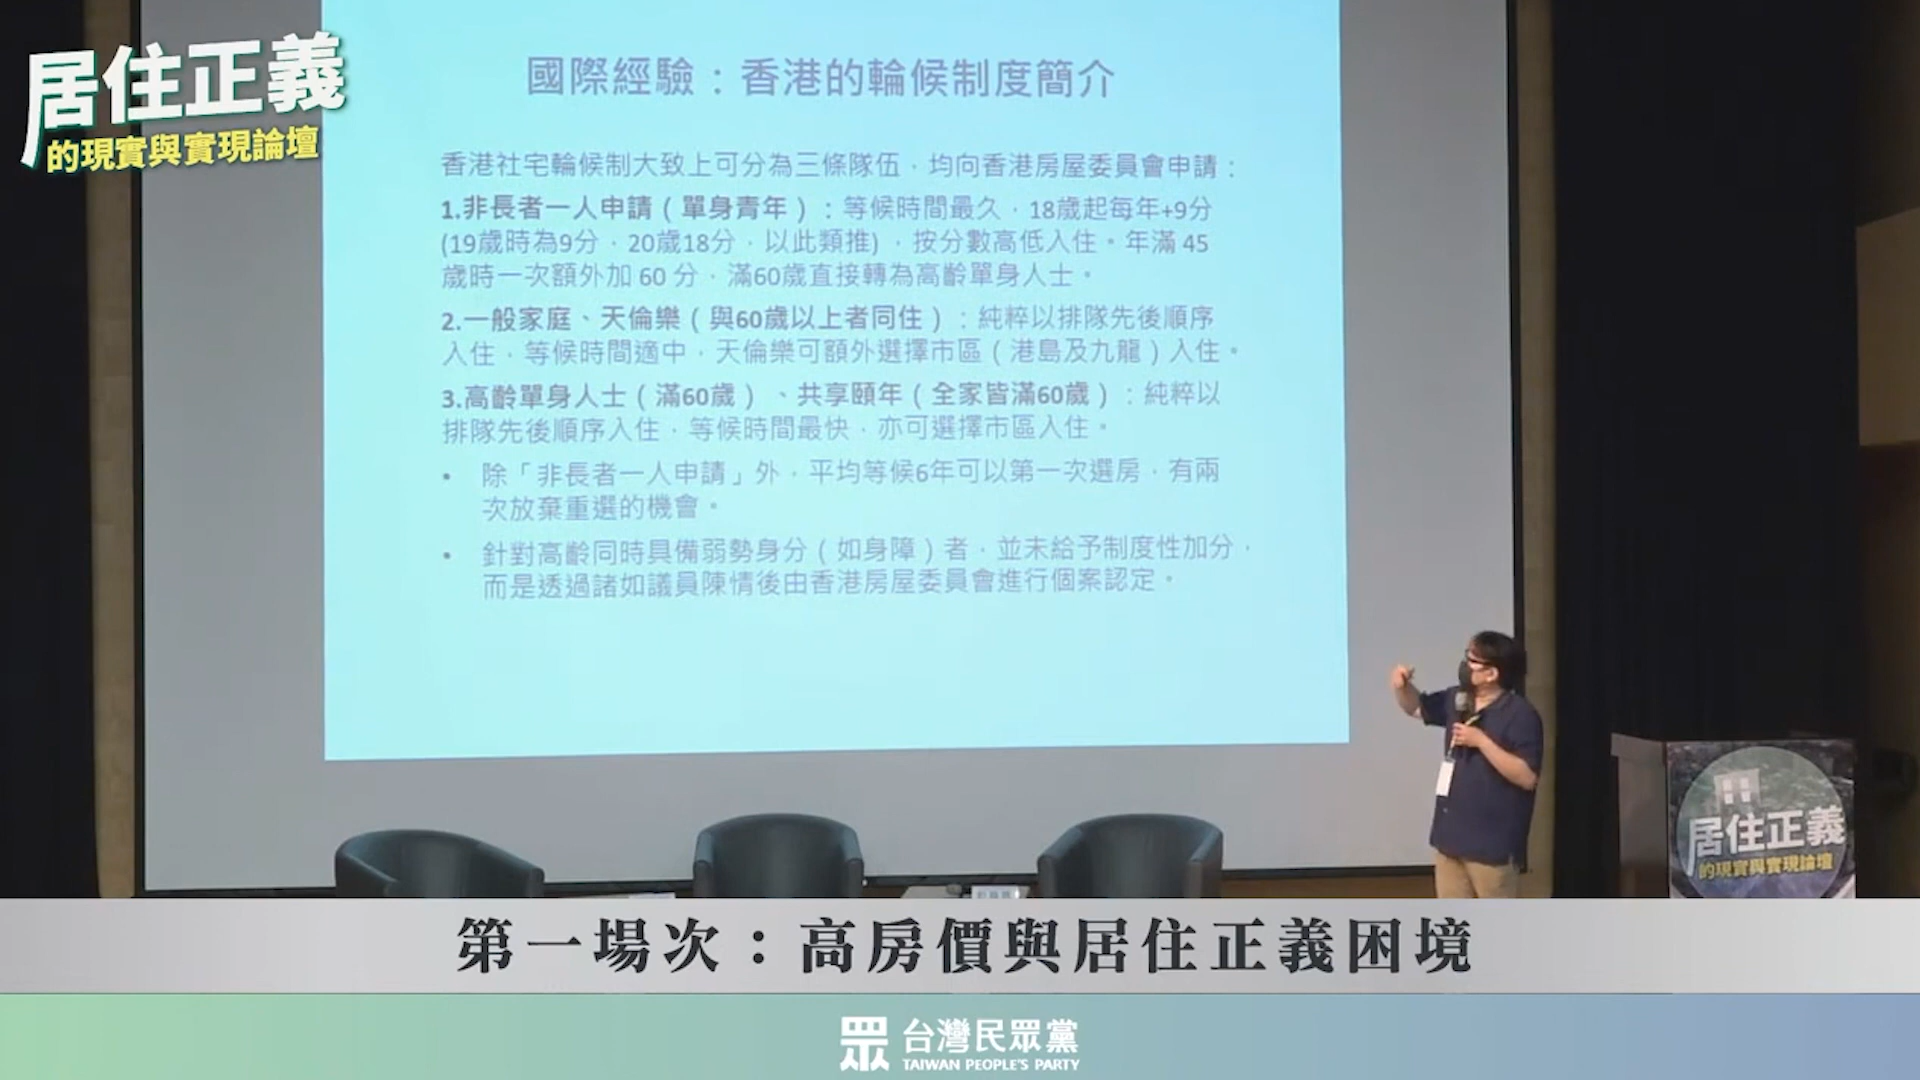 居住正義
的現實與實現論壇
國際經驗：香港的輪候制度簡介
香港社宅輪候制大致上可分為三條隊伍，均向香港房屋委員會申請：
1.非長者一人申請（單身青年）：等候時間最久，18歲起每年+9分
(19歲時為9分，20歲18分，以此類推)，按分數高低入住。年滿 45
歲時一次額外加 60 分，滿60歲直接轉為高齡單身人士。
2.一般家庭、天倫樂（與60歲以上者同住）：純粹以排隊先後順序
入住，等候時間適中，天倫樂可額外選擇市區（港島及九龍）入住。
3.高齡單身人士（滿60歲）、共享頤年（全家皆滿60歲）：純粹以
排隊先後順序入住，等候時間最快，亦可選擇市區入住。
• 除「非長者一人申請」外，平均等候6年可以第一次選房，有兩
次放棄重選的機會。
• 針對高齡同時具備弱勢身分（如身障）者，並未給予制度性加分，
而是透過諸如議員陳情後由香港房屋委員會進行個案認定。
居住正義
的現實與實現論壇
第一場次：高房價與居住正義困境
眾 台灣民眾黨
TAIWAN PEOPLE'S PARTY